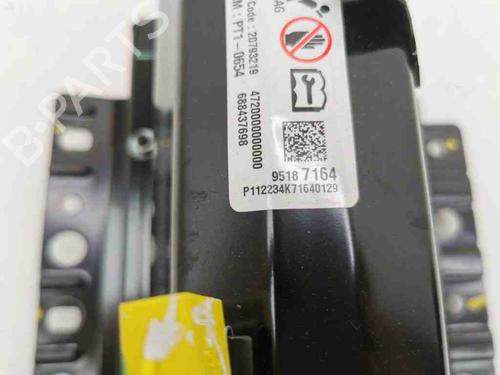 AG
Code : 20793219
M : PT1-0654
4720000000000
688437698
9518 7164
P112234K71640129
B-PARTS